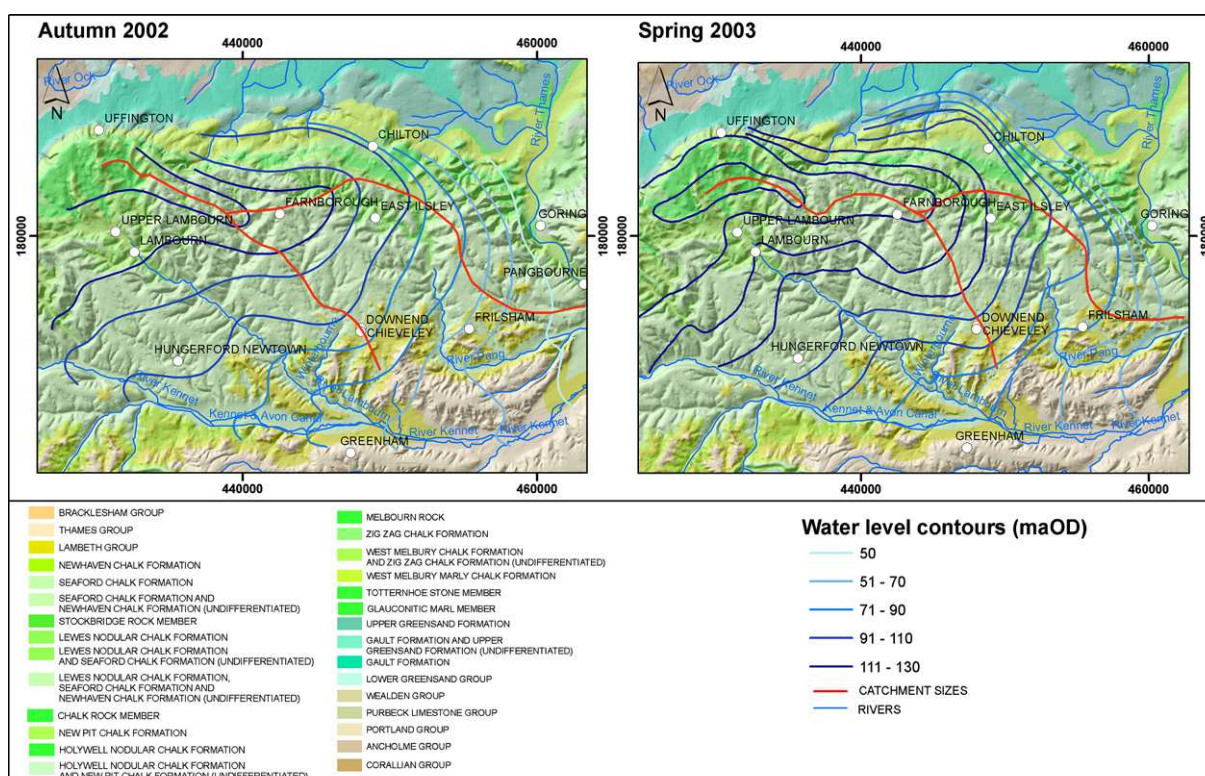 Autumn 2002
440000
460000
River Ock
N
UFFINGTON
CHILTON
River Thames
FARNBOROUGH
EAST ILSLEY
UPPER LAMBOURN
LAMBOURN
GORING
180000
180000
PANGBOURNE
DOWNEND
CHIEVELEY
FRILSHAM
HUNGERFORD NEWTOWN
Winterbourne
River Pang
River Kennet
River Lambourn
Kennet & Avon Canal
River Kennet
River Kennet
GREENHAM
440000
460000
Spring 2003
440000
460000
River Ock
N
UFFINGTON
CHILTON
River Thames
FARNBOROUGH
EAST ILSLEY
UPPER LAMBOURN
LAMBOURN
GORING
180000
180000
DOWNEND
CHIEVELEY
FRILSHAM
HUNGERFORD NEWTOWN
Winterbourne
River Pang
River Kennet
River Lambourn
Kennet & Avon Canal
River Kennet
River Kennet
GREENHAM
440000
460000
BRACKLESHAM GROUP
THAMES GROUP
LAMBETH GROUP
NEWHAVEN CHALK FORMATION
SEAFORD CHALK FORMATION
SEAFORD CHALK FORMATION AND
NEWHAVEN CHALK FORMATION (UNDIFFERENTIATED)
STOCKBRIDGE ROCK MEMBER
LEWES NODULAR CHALK FORMATION
LEWES NODULAR CHALK FORMATION
AND SEAFORD CHALK FORMATION (UNDIFFERENTIATED)
LEWES NODULAR CHALK FORMATION,
SEAFORD CHALK FORMATION AND
NEWHAVEN CHALK FORMATION (UNDIFFERENTIATED)
CHALK ROCK MEMBER
NEW PIT CHALK FORMATION
HOLYWELL NODULAR CHALK FORMATION
HOLYWELL NODULAR CHALK FORMATION
AND NEW PIT CHALK FORMATION (UNDIFFERENTIATED)
MELBOURN ROCK
ZIG ZAG CHALK FORMATION
WEST MELBURY CHALK FORMATION
AND ZIG ZAG CHALK FORMATION (UNDIFFERENTIATED)
WEST MELBURY MARLY CHALK FORMATION
TOTTERNHOE STONE MEMBER
GLAUCONITIC MARL MEMBER
UPPER GREENSAND FORMATION
GAULT FORMATION AND UPPER
GREENSAND FORMATION (UNDIFFERENTIATED)
GAULT FORMATION
LOWER GREENSAND GROUP
WEALDEN GROUP
PURBECK LIMESTONE GROUP
PORTLAND GROUP
ANCHOLME GROUP
CORALLIAN GROUP
Water level contours (maOD)
50
51 - 70
71 - 90
91 - 110
111 - 130
CATCHMENT SIZES
RIVERS